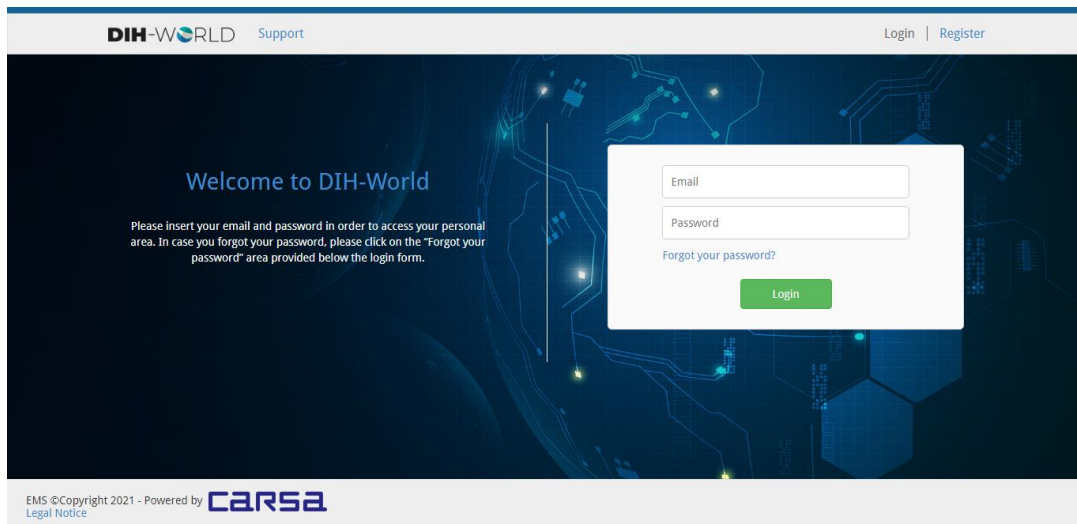 DIH-WORLD Support Login | Register
Welcome to DIH-World
Please insert your email and password in order to access your personal
area. In case you forgot your password, please click on the “Forgot your
password” area provided below the login form.
Email
Password
Forgot your password?
Login
EMS ©Copyright 2021 - Powered by carsa
Legal Notice